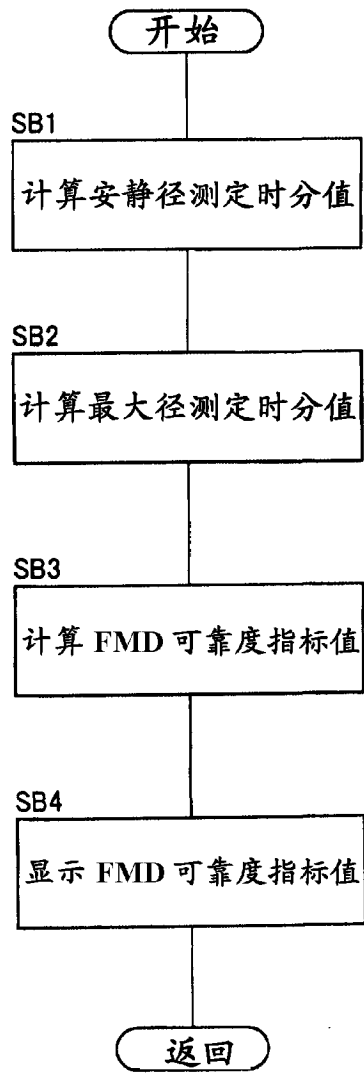 开始
SB1
计算安静径测定时分值
SB2
计算最大径测定时分值
SB3
计算 FMD 可靠度指标值
SB4
显示 FMD 可靠度指标值
返回